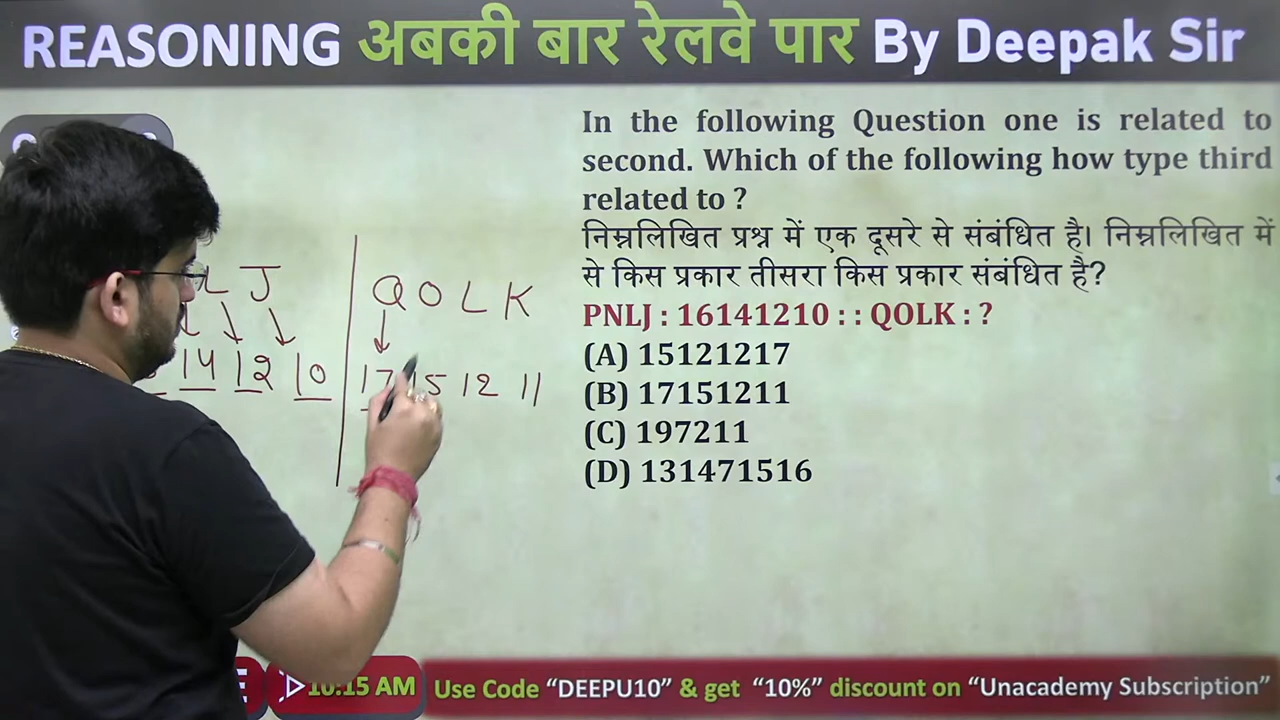 REASONING अबकी बार रेलवे पार By Deepak Sir
In the following Question one is related to
second. Which of the following how type third
related to ?
निम्नलिखित प्रश्न में एक दूसरे से संबंधित है। निम्नलिखित में
से किस प्रकार तीसरा किस प्रकार संबंधित है?
PNLJ : 16141210 : : QOLK : ?
(A) 15121217
(B) 17151211
(C) 197211
(D) 131471516
L J
14 12 10
Q O L K
17 15 12 11
10:15 AM
Use Code “DEEPU10” & get “10%” discount on “Unacademy Subscription”